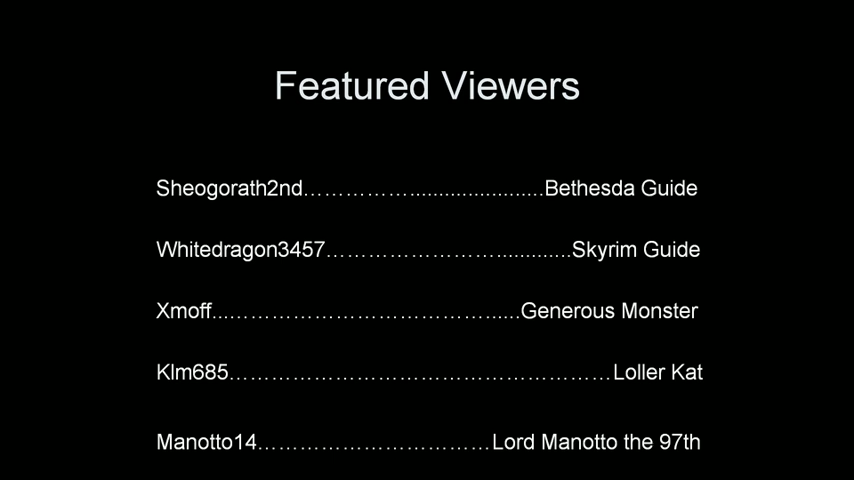 Featured Viewers
Sheogorath2nd……………........................Bethesda Guide
Whitedragon3457……………………..............Skyrim Guide
Xmoff...………………………………......Generous Monster
Klm685………………………………………………Loller Kat
Manotto14……………………………Lord Manotto the 97th